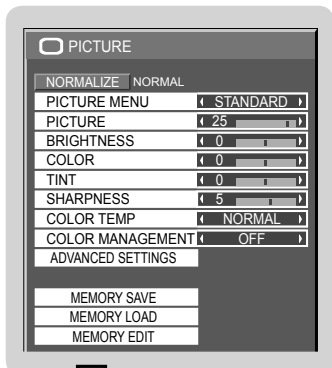 PICTURE
NORMALIZE NORMAL
PICTURE MENU STANDARD
PICTURE 25
BRIGHTNESS 0
COLOR 0
TINT 0
SHARPNESS 5
COLOR TEMP NORMAL
COLOR MANAGEMENT OFF
ADVANCED SETTINGS
MEMORY SAVE
MEMORY LOAD
MEMORY EDIT